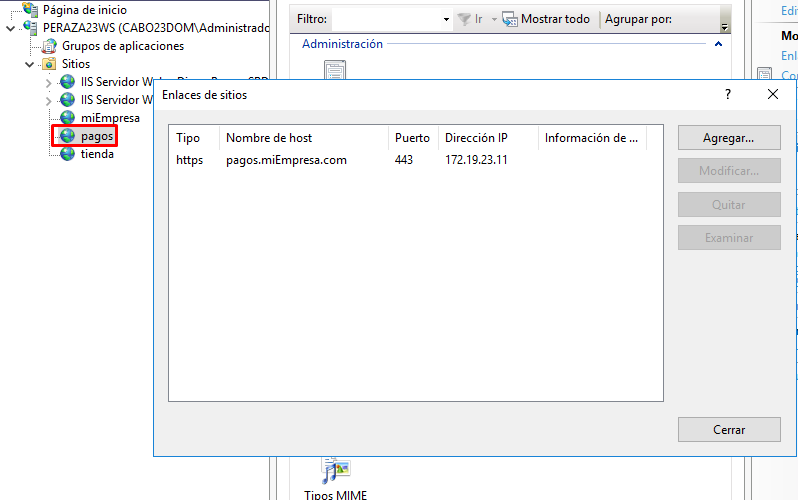 Página de inicio
PERAZA23WS (CABO23DOM\Administrado
Grupos de aplicaciones
Sitios
IIS Servidor
IIS Servidor W
miEmpresa
pagos
tienda
Filtro:
Ir
Mostrar todo
Agrupar por:
Administración
Edi
Mo
Enl
Enlaces de sitios
?
Tipo Nombre de host Puerto Dirección IP Información de ...
https pagos.miEmpresa.com 443 172.19.23.11
Agregar...
Modificar...
Quitar
Examinar
Cerrar
Tipos MIME